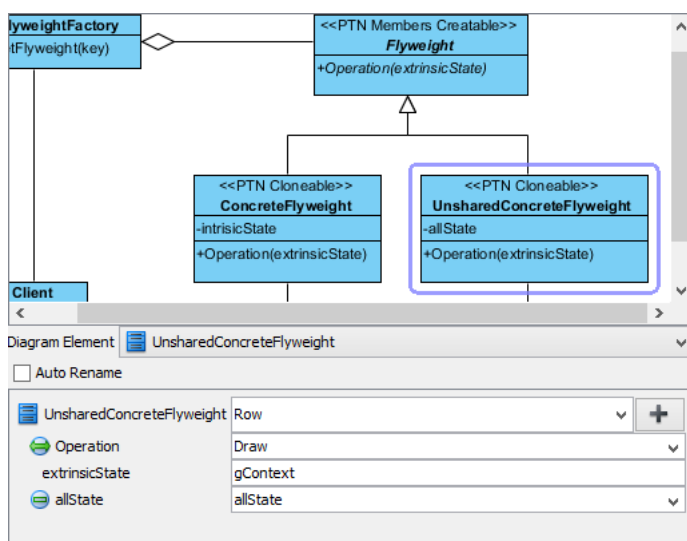 lyweightFactory
tFlyweight(key)
<<PTN Members Creatable>>
Flyweight
+Operation(extrinsicState)
<<PTN Cloneable>>
ConcreteFlyweight
-intrisicState
+Operation(extrinsicState)
<<PTN Cloneable>>
UnsharedConcreteFlyweight
-allState
+Operation(extrinsicState)
Client
Diagram Element UnsharedConcreteFlyweight
Auto Rename
UnsharedConcreteFlyweight Row
Operation Draw
extrinsicState gContext
allState allState